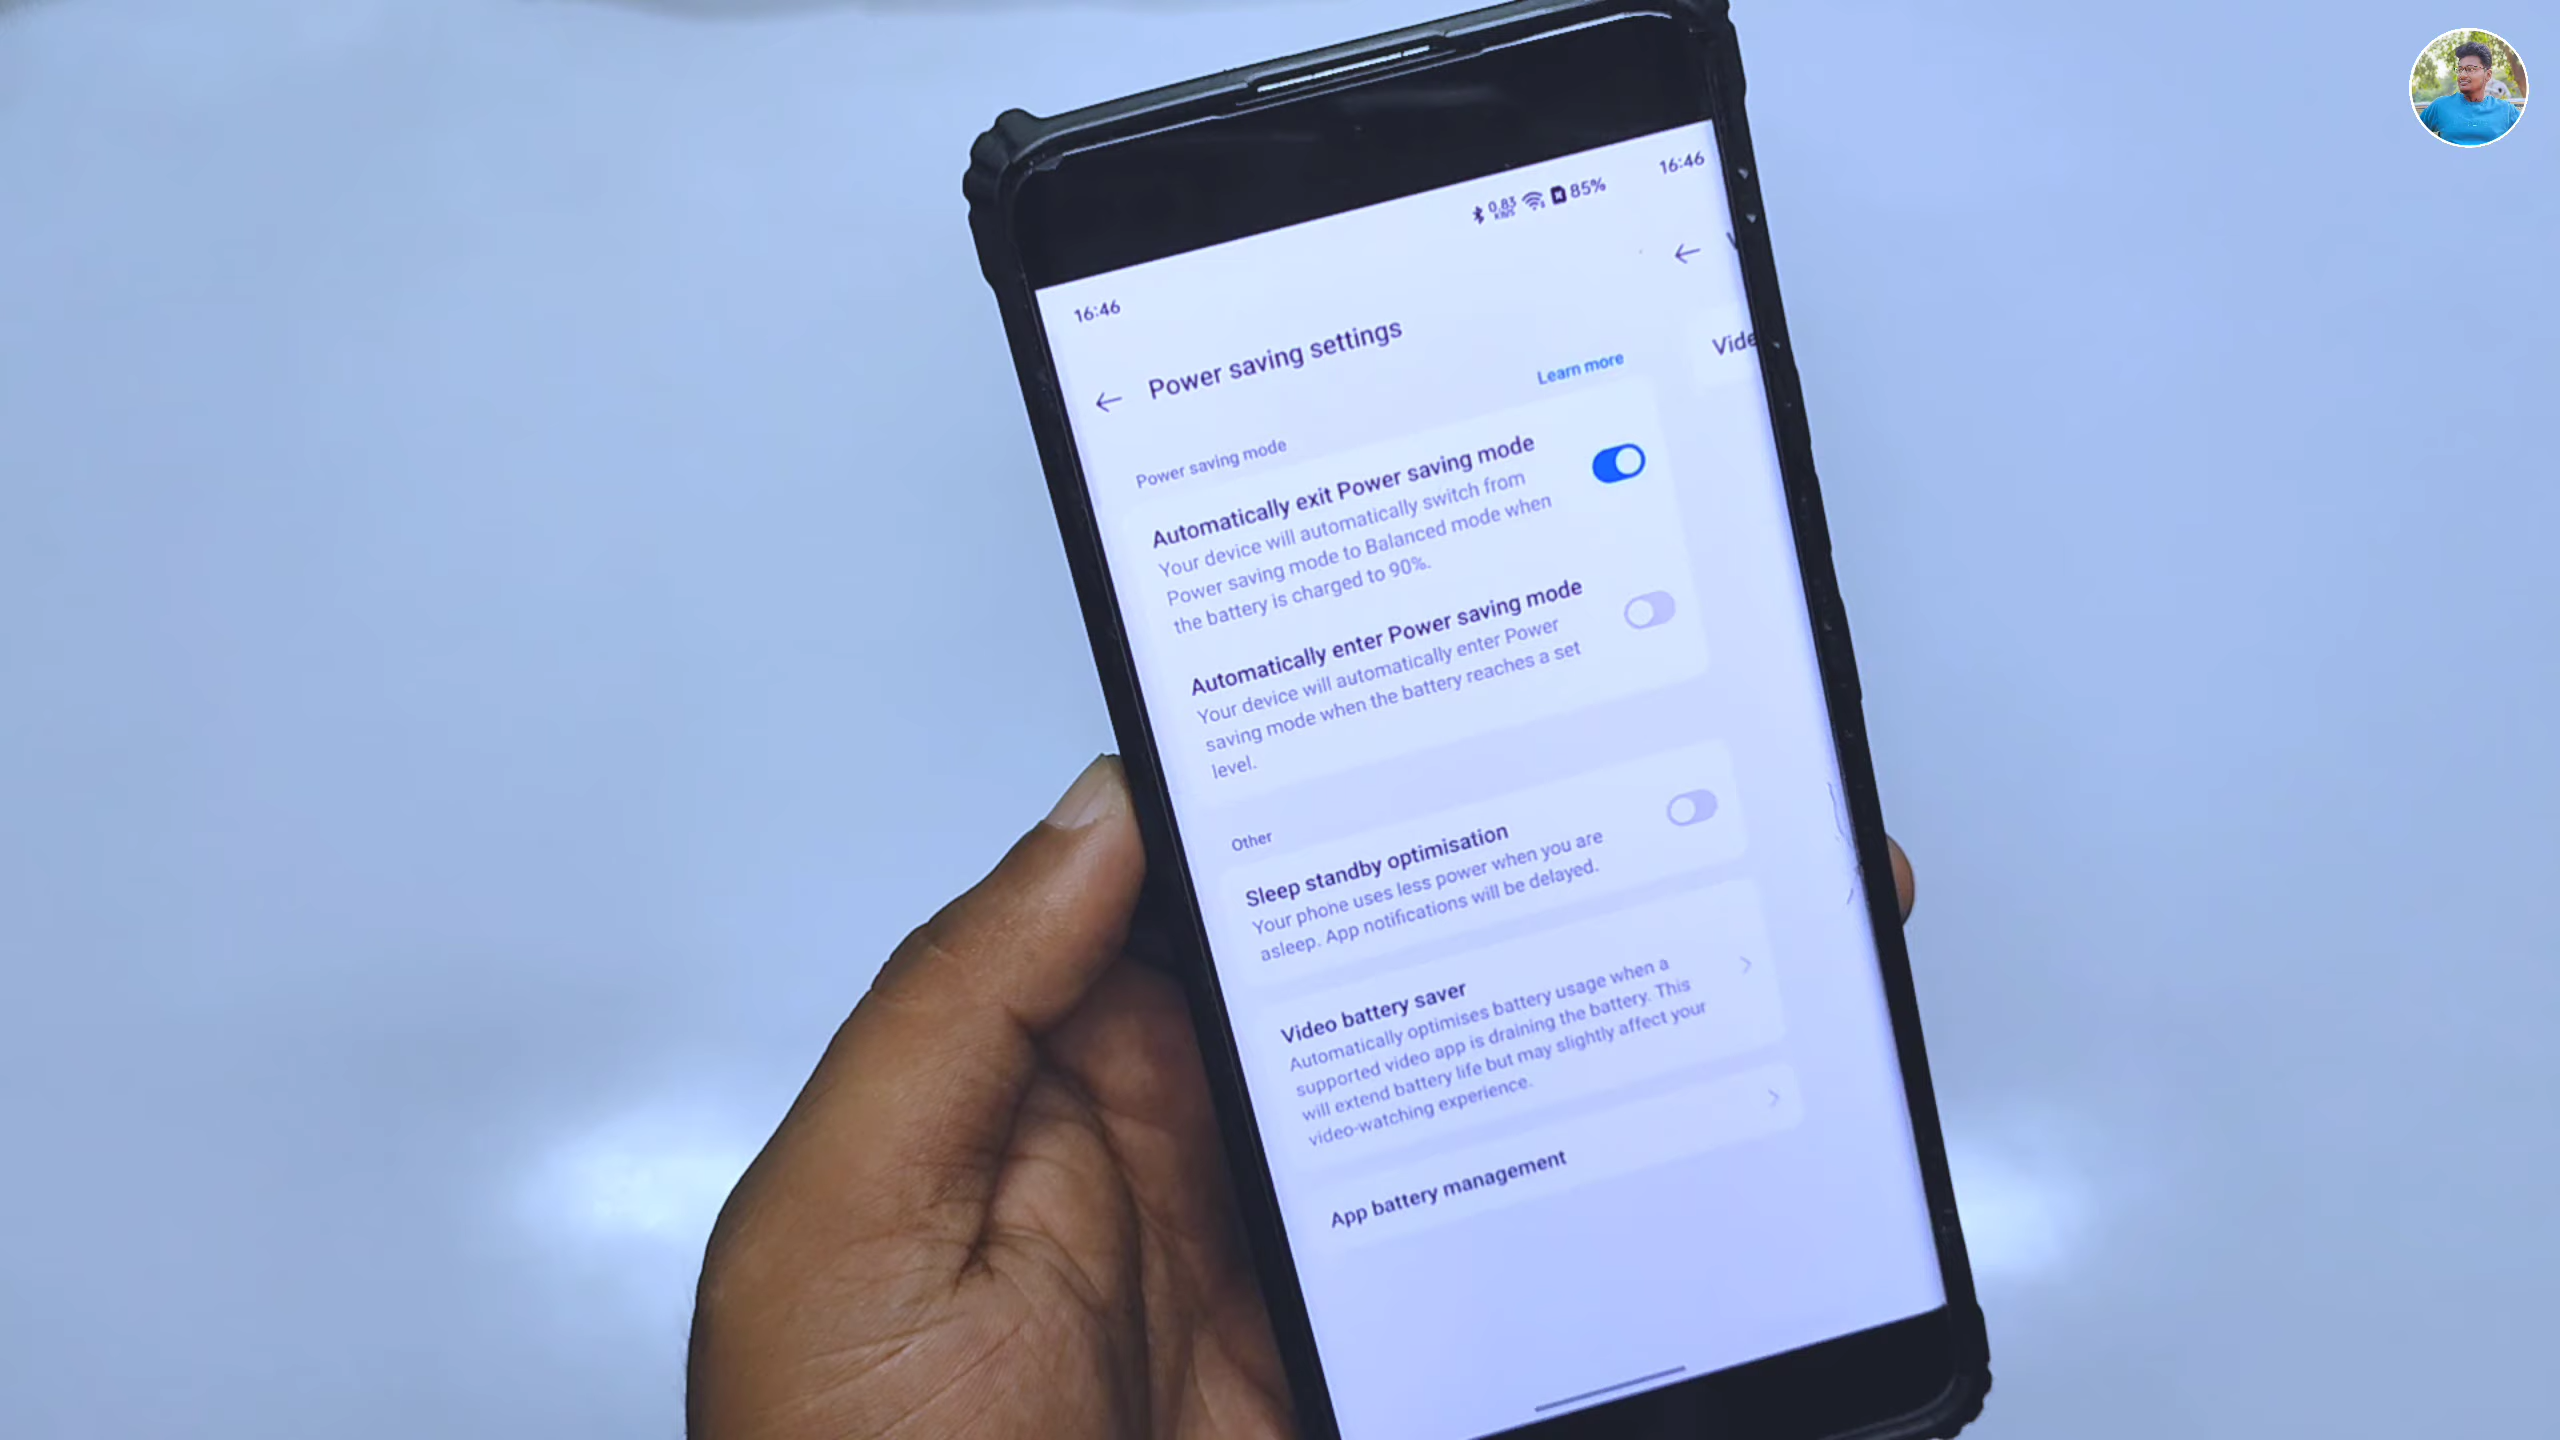 16:46
0.83 KB/S 85%
16:46
Power saving settings
Learn more
Vide
Power saving mode
Automatically exit Power saving mode
Your device will automatically switch from
Power saving mode to Balanced mode when
the battery is charged to 90%.
Automatically enter Power saving mode
Your device will automatically enter Power
saving mode when the battery reaches a set
level.
Other
Sleep standby optimisation
Your phone uses less power when you are
asleep. App notifications will be delayed.
Video battery saver
Automatically optimises battery usage when a
supported video app is draining the battery. This
will extend battery life but may slightly affect your
video-watching experience.
App battery management